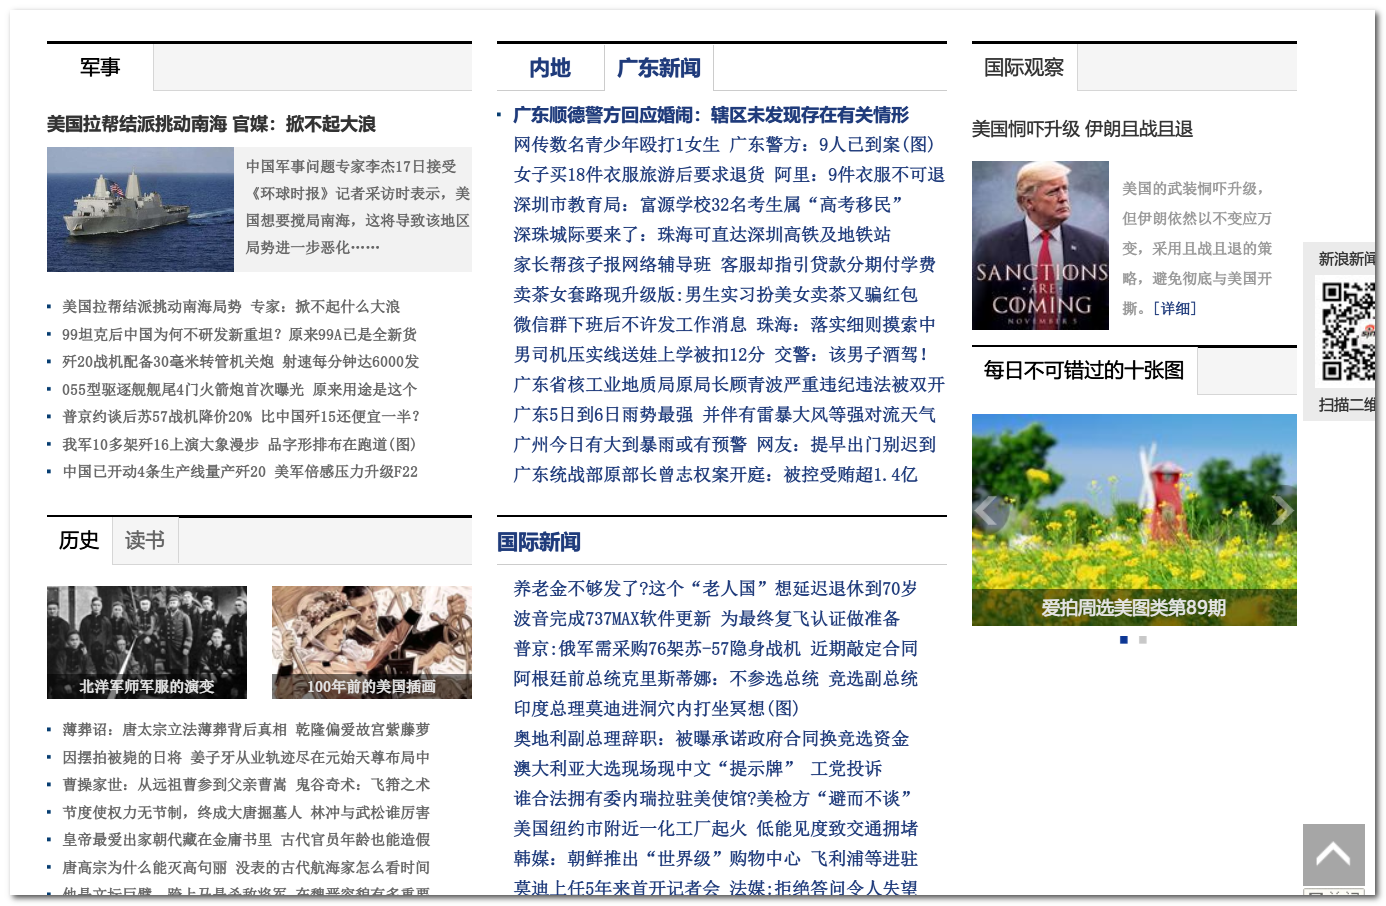 军事
美国拉帮结派挑动南海 官媒：掀不起大浪
中国军事问题专家李杰17日接受
《环球时报》记者采访时表示，美
国想要搅局南海，这将导致该地区
局势进一步恶化……
美国拉帮结派挑动南海局势 专家：掀不起什么大浪
99坦克后中国为何不研发新重坦？原来99A已是全新货
歼20战机配备30毫米转管机关炮 射速每分钟达6000发
055型驱逐舰舰尾4门火箭炮首次曝光 原来用途是这个
普京约谈后苏57战机降价20% 比中国歼15还便宜一半？
我军10多架歼16上演大象漫步 品字形排布在跑道(图)
中国已开动4条生产线量产歼20 美军倍感压力升级F22
历史 读书
北洋军师军服的演变
100年前的美国插画
薄葬诏：唐太宗立法薄葬背后真相 乾隆偏爱故宫紫藤萝
因摆拍被毙的日将 姜子牙从业轨迹尽在元始天尊布局中
曹操家世：从远祖曹参到父亲曹嵩 鬼谷奇术：飞箝之术
节度使权力无节制，终成大唐掘墓人 林冲与武松谁厉害
皇帝最爱出家朝代藏在金庸书里 古代官员年龄也能造假
唐高宗为什么能灭高句丽 没表的古代航海家怎么看时间
内地 广东新闻
广东顺德警方回应婚闹：辖区未发现存在有关情形
网传数名青少年殴打1女生 广东警方：9人已到案(图)
女子买18件衣服旅游后要求退货 阿里：9件衣服不可退
深圳市教育局：富源学校32名考生属“高考移民”
深珠城际要来了：珠海可直达深圳高铁及地铁站
家长帮孩子报网络辅导班 客服却指引贷款分期付学费
卖茶女套路现升级版:男生实习扮美女卖茶又骗红包
微信群下班后不许发工作消息 珠海：落实细则摸索中
男司机压实线送娃上学被扣12分 交警：该男子酒驾！
广东省核工业地质局原局长顾青波严重违纪违法被双开
广东5日到6日雨势最强 并伴有雷暴大风等强对流天气
广州今日有大到暴雨或有预警 网友：提早出门别迟到
广东统战部原部长曾志权案开庭：被控受贿超1.4亿
国际新闻
养老金不够发了?这个“老人国”想延迟退休到70岁
波音完成737MAX软件更新 为最终复飞认证做准备
普京:俄军需采购76架苏-57隐身战机 近期敲定合同
阿根廷前总统克里斯蒂娜：不参选总统 竞选副总统
印度总理莫迪进洞穴内打坐冥想(图)
奥地利副总理辞职：被曝承诺政府合同换竞选资金
澳大利亚大选现场现中文“提示牌” 工党投诉
谁合法拥有委内瑞拉驻美使馆?美检方“避而不谈”
美国纽约市附近一化工厂起火 低能见度致交通拥堵
韩媒：朝鲜推出“世界级”购物中心 飞利浦等进驻
莫迪上任5年来首开记者会 法媒:拒绝答问令人失望
国际观察
美国恫吓升级 伊朗且战且退
SANCTIONS
ARE
COMING
NOVEMBER 5
美国的武装恫吓升级，
但伊朗依然以不变应万
变，采用且战且退的策
略，避免彻底与美国开
撕。[详细]
每日不可错过的十张图
爱拍周选美图类第89期
新浪新闻
扫描二维